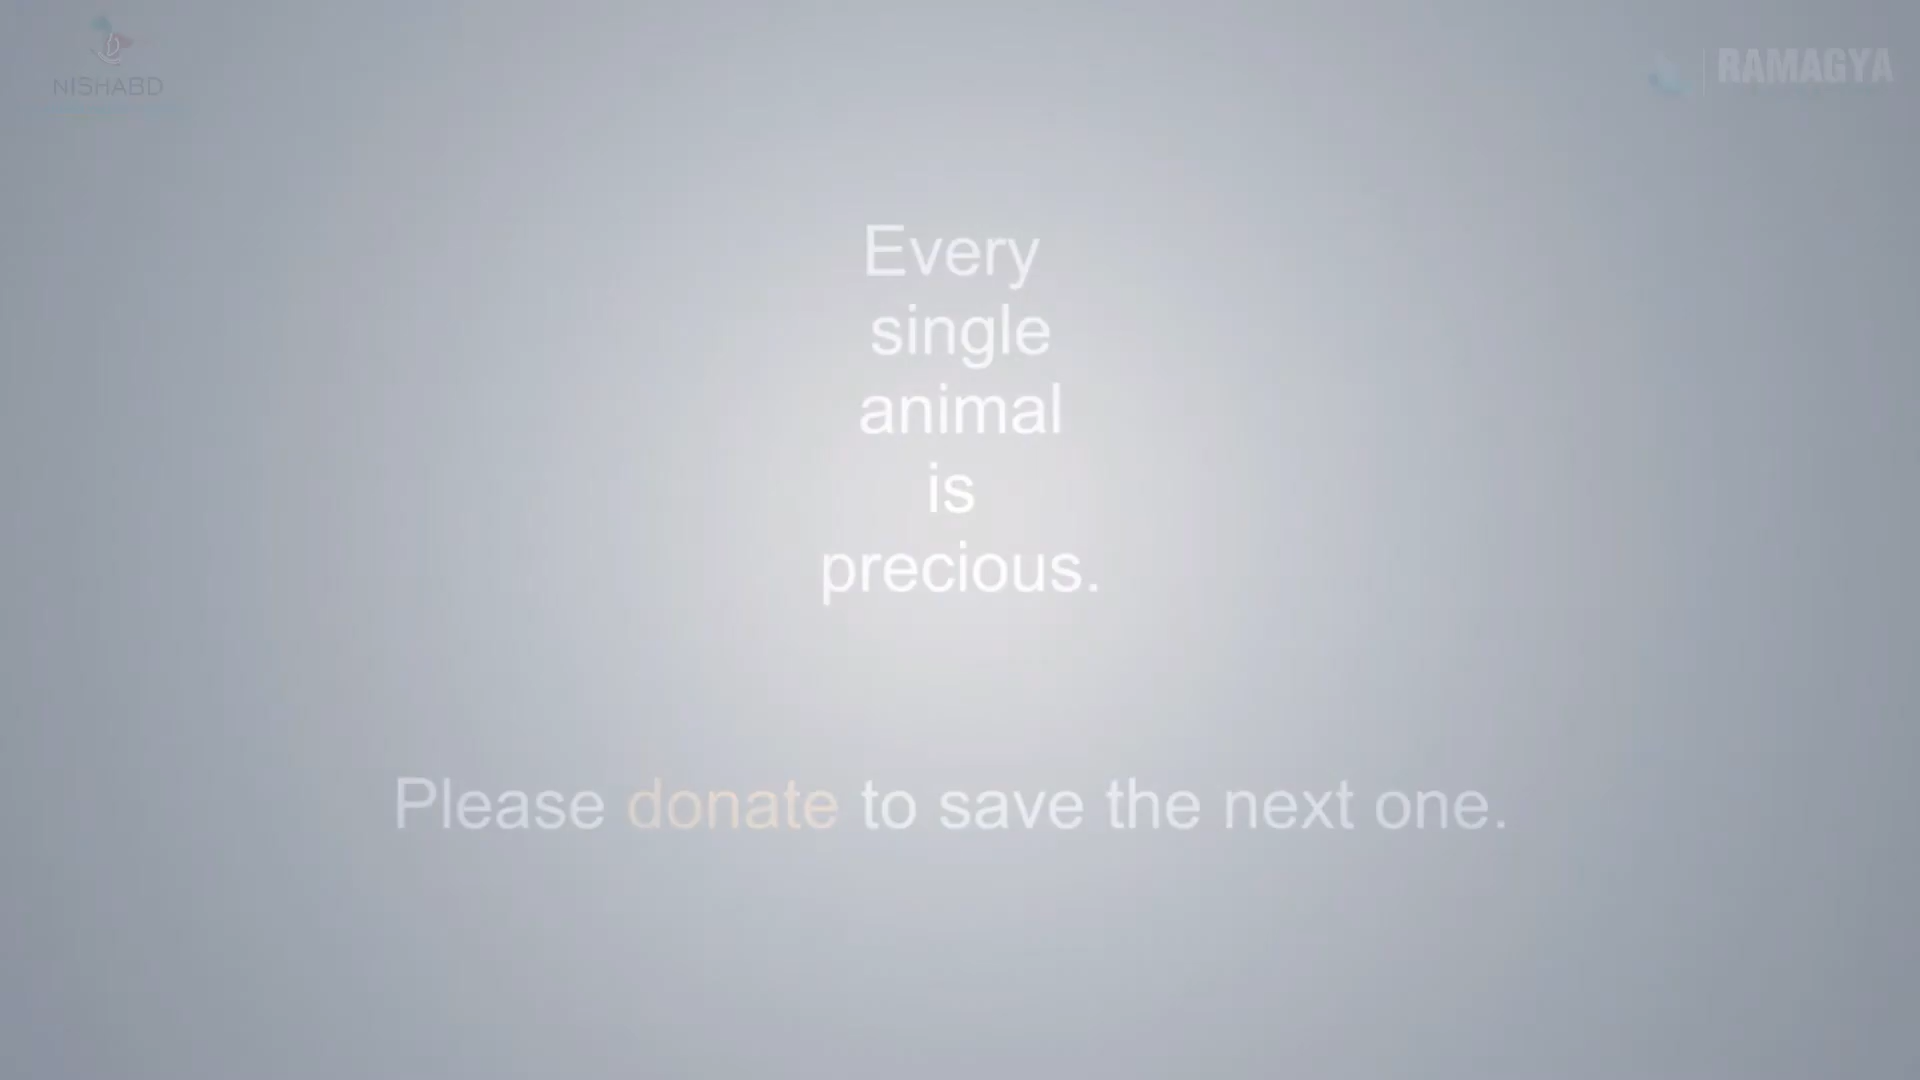 NISHABD
RAMAGYA
Every
single
animal
is
precious.
Please donate to save the next one.